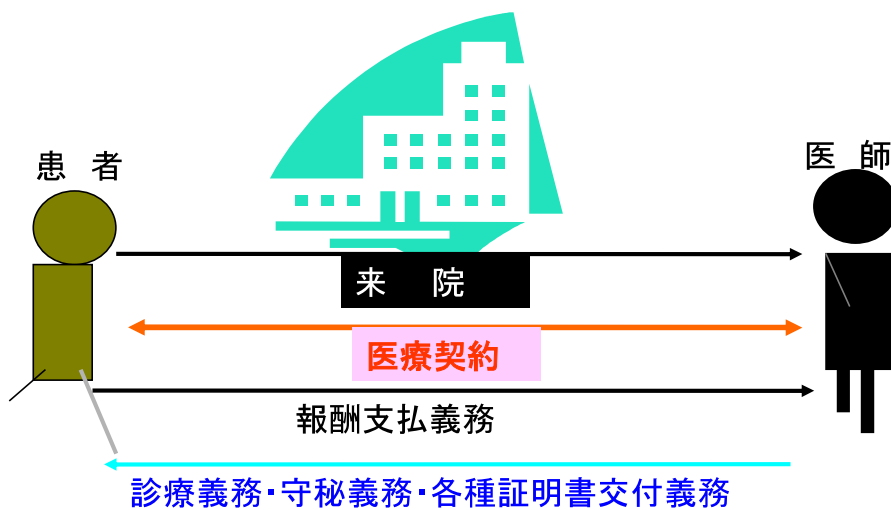 患 者
医 師
来 院
医療契約
報酬支払義務
診療義務・守秘義務・各種証明書交付義務